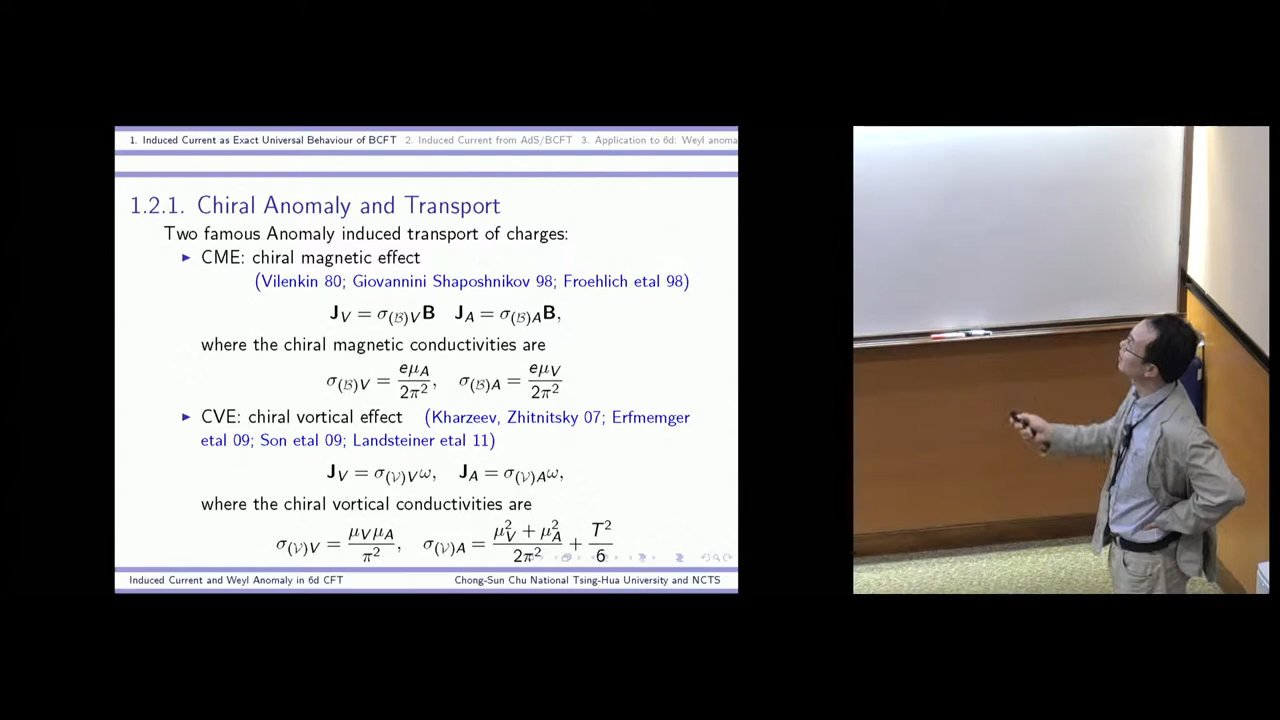 1. Induced Current as Exact Universal Behaviour of BCFT 2. Induced Current from AdS/BCFT 3. Application to 6d: Weyl anoma
1.2.1. Chiral Anomaly and Transport
Two famous Anomaly induced transport of charges:
▶ CME: chiral magnetic effect
(Vilenkin 80; Giovannini Shaposhnikov 98; Froehlich etal 98)
J_V = σ_(ℬ)V B J_A = σ_(ℬ)A B,
where the chiral magnetic conductivities are
σ_(ℬ)V = eμ_A/2π², σ_(ℬ)A = eμ_V/2π²
▶ CVE: chiral vortical effect (Kharzeev, Zhitnitsky 07; Erfmemger
etal 09; Son etal 09; Landsteiner etal 11)
J_V = σ_(𝒱)V ω, J_A = σ_(𝒱)A ω,
where the chiral vortical conductivities are
σ_(𝒱)V = μ_V μ_A/π², σ_(𝒱)A = (μ_V² + μ_A²)/2π² + T²/6
Induced Current and Weyl Anomaly in 6d CFT Chong-Sun Chu National Tsing-Hua University and NCTS